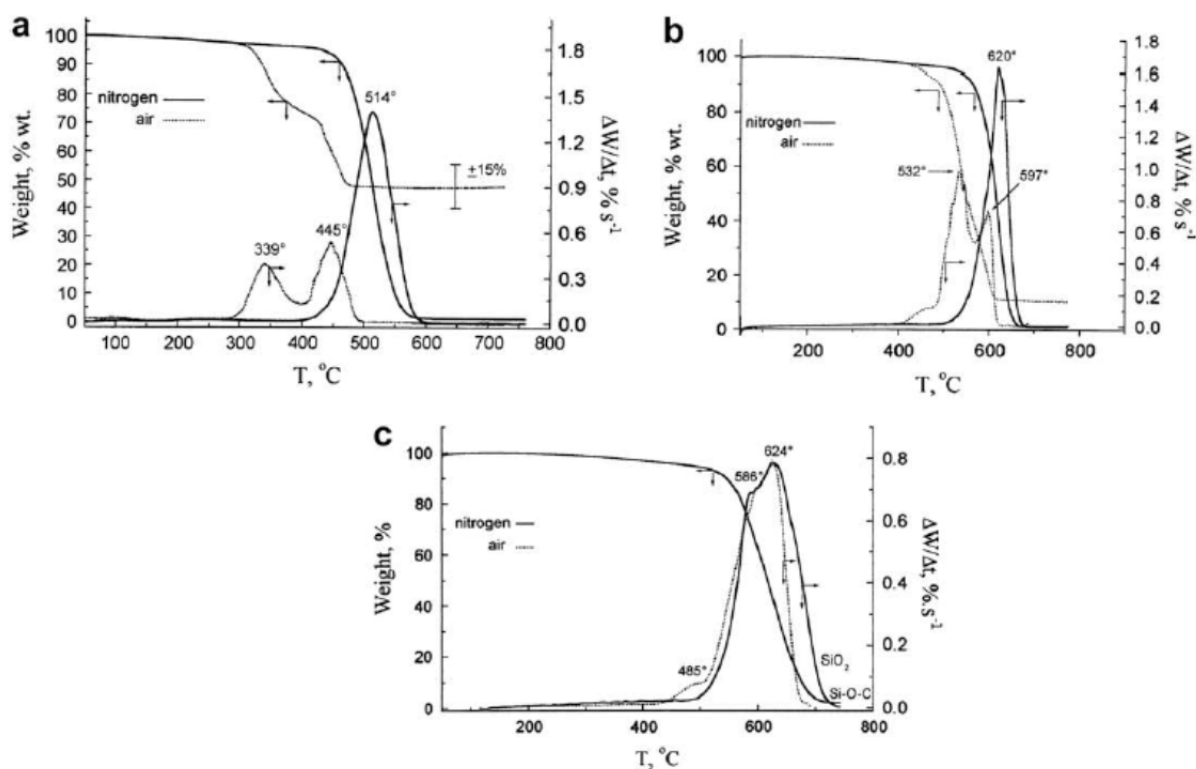 a
100
90
80
70
60
50
40
30
20
10
0
Weight, % wt.
nitrogen
air
514°
±15%
339°
445°
1.8
1.5
1.2
0.9
0.6
0.3
0.0
ΔW/Δt, % s⁻¹
100 200 300 400 500 600 700 800
T, °C
b
100
80
60
40
20
0
Weight, % wt.
nitrogen
air
620°
532°
597°
1.8
1.6
1.4
1.2
1.0
0.8
0.6
0.4
0.2
0.0
ΔW/Δt, % s⁻¹
200 400 600 800
T, °C
c
100
80
60
40
20
0
Weight, %
nitrogen
air
624°
586°
485°
SiO₂
Si-O-C
0.8
0.6
0.4
0.2
0.0
ΔW/Δt, %.s⁻¹
200 400 600 800
T, °C